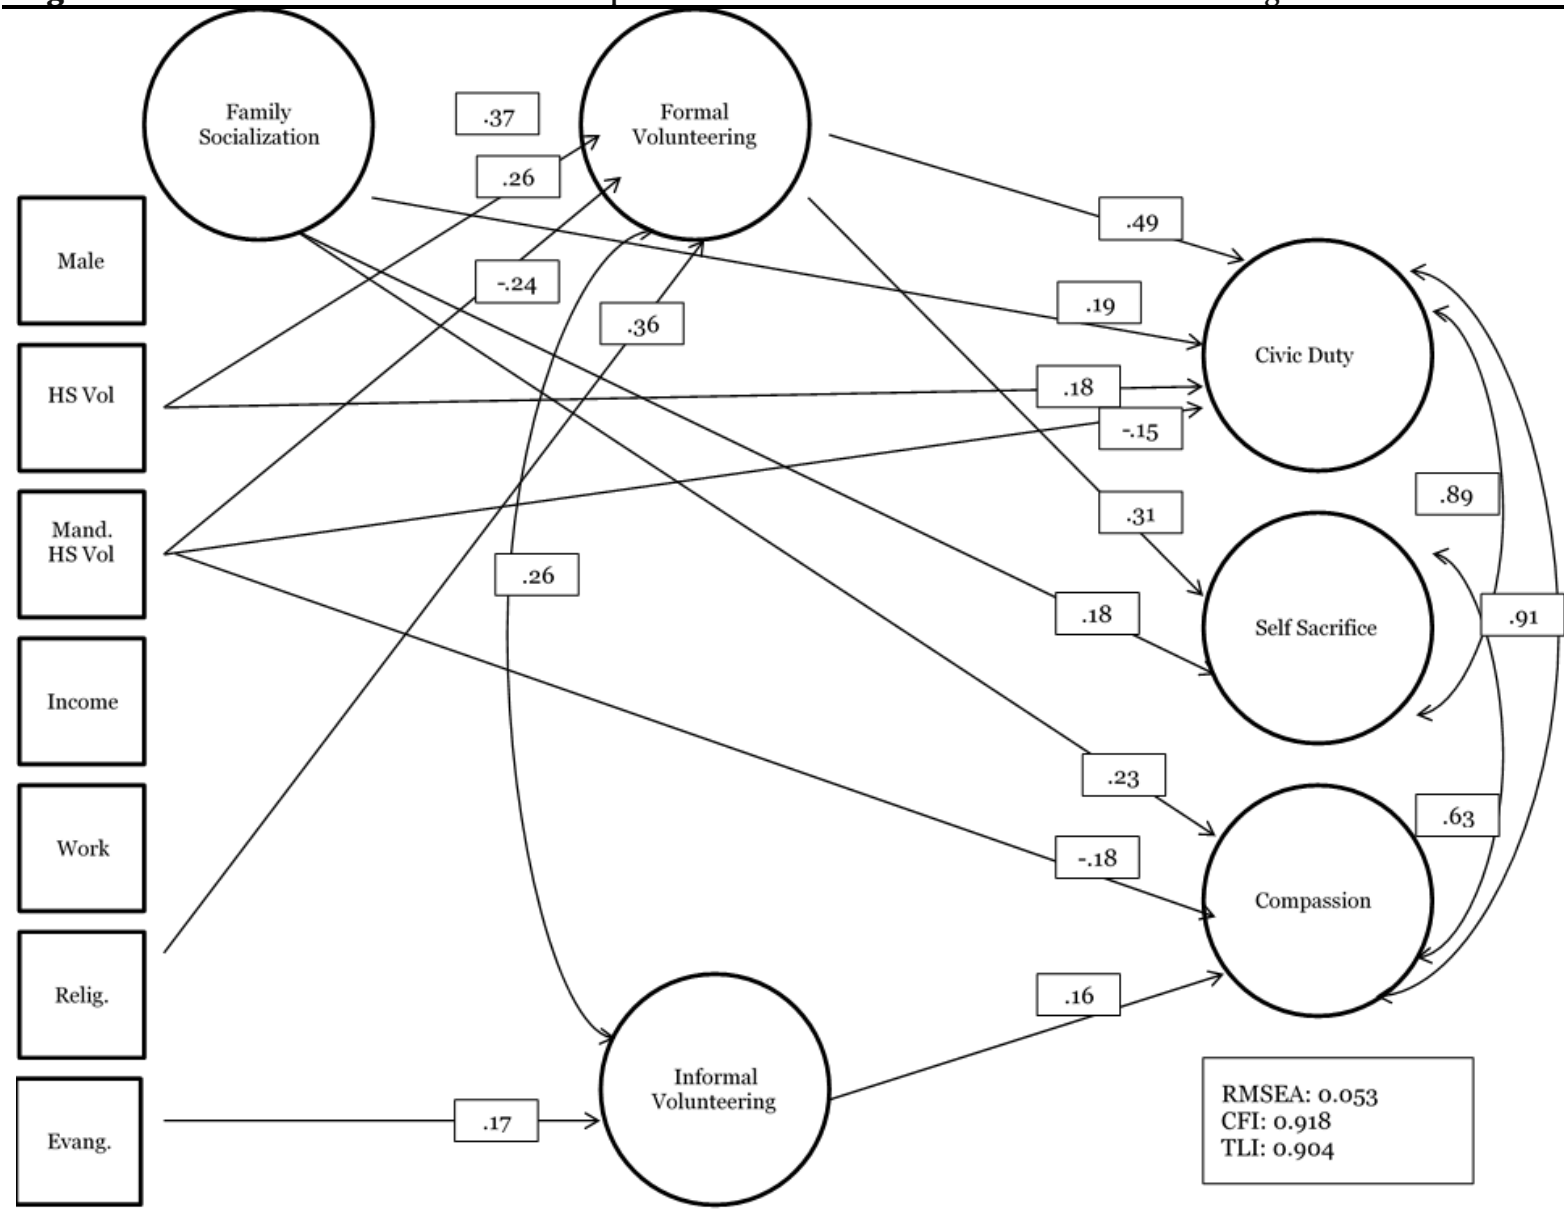 Family
Socialization
Formal
Volunteering
.37
.26
-.24
.36
.49
.19
.18
-.15
.31
.18
.23
-.18
.16
.26
.17
.89
.91
.63
Male
HS Vol
Mand.
HS Vol
Income
Work
Relig.
Evang.
Informal
Volunteering
Civic Duty
Self Sacrifice
Compassion
RMSEA: 0.053
CFI: 0.918
TLI: 0.904